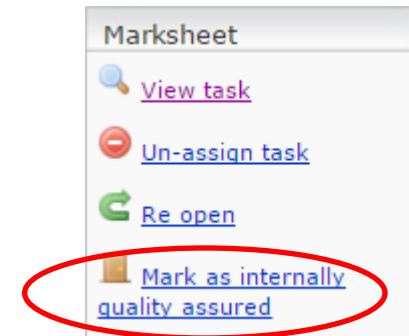 Marksheet
View task
Un-assign task
Re open
Mark as internally
quality assured